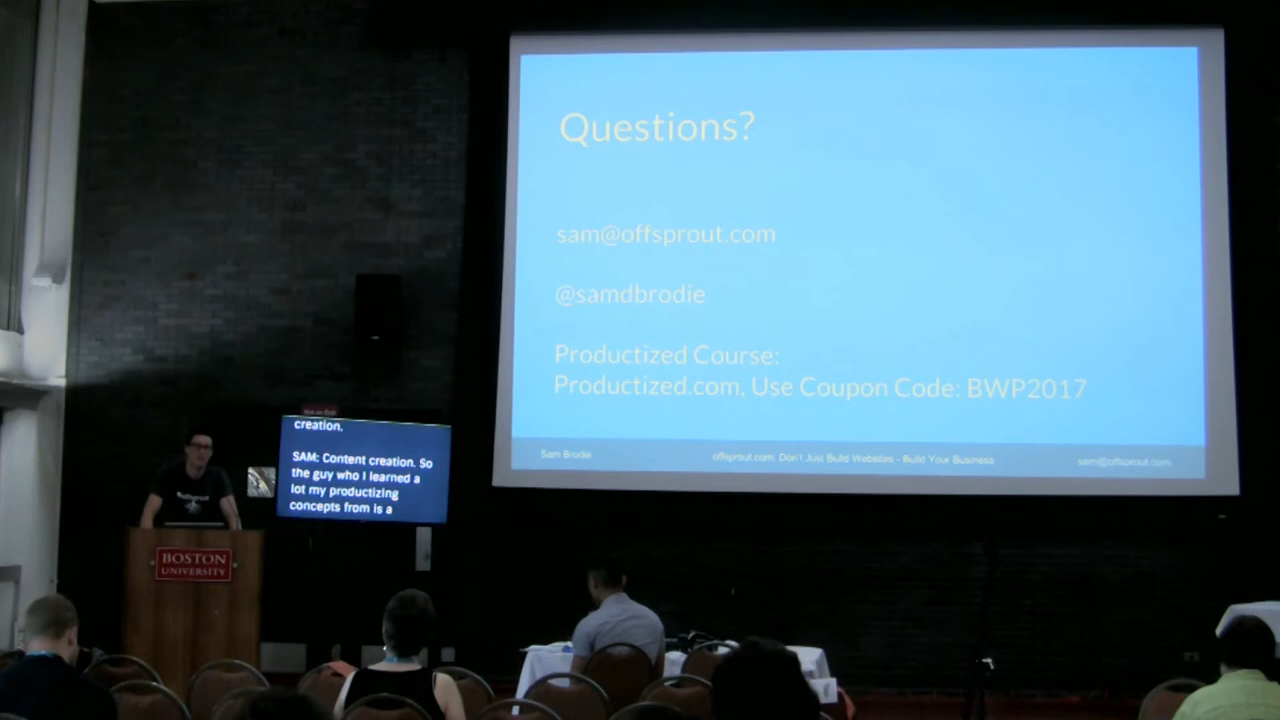 Questions?
sam@offsprout.com
@samdbrodie
Productized Course:
Productized.com, Use Coupon Code: BWP2017
Sam Brodie
offsprout.com: Don't Just Build Websites - Build Your Business
sam@offsprout.com
creation.
SAM: Content creation. So
the guy who I learned a
lot my productizing
concepts from is a
offsprout
BOSTON
UNIVERSITY